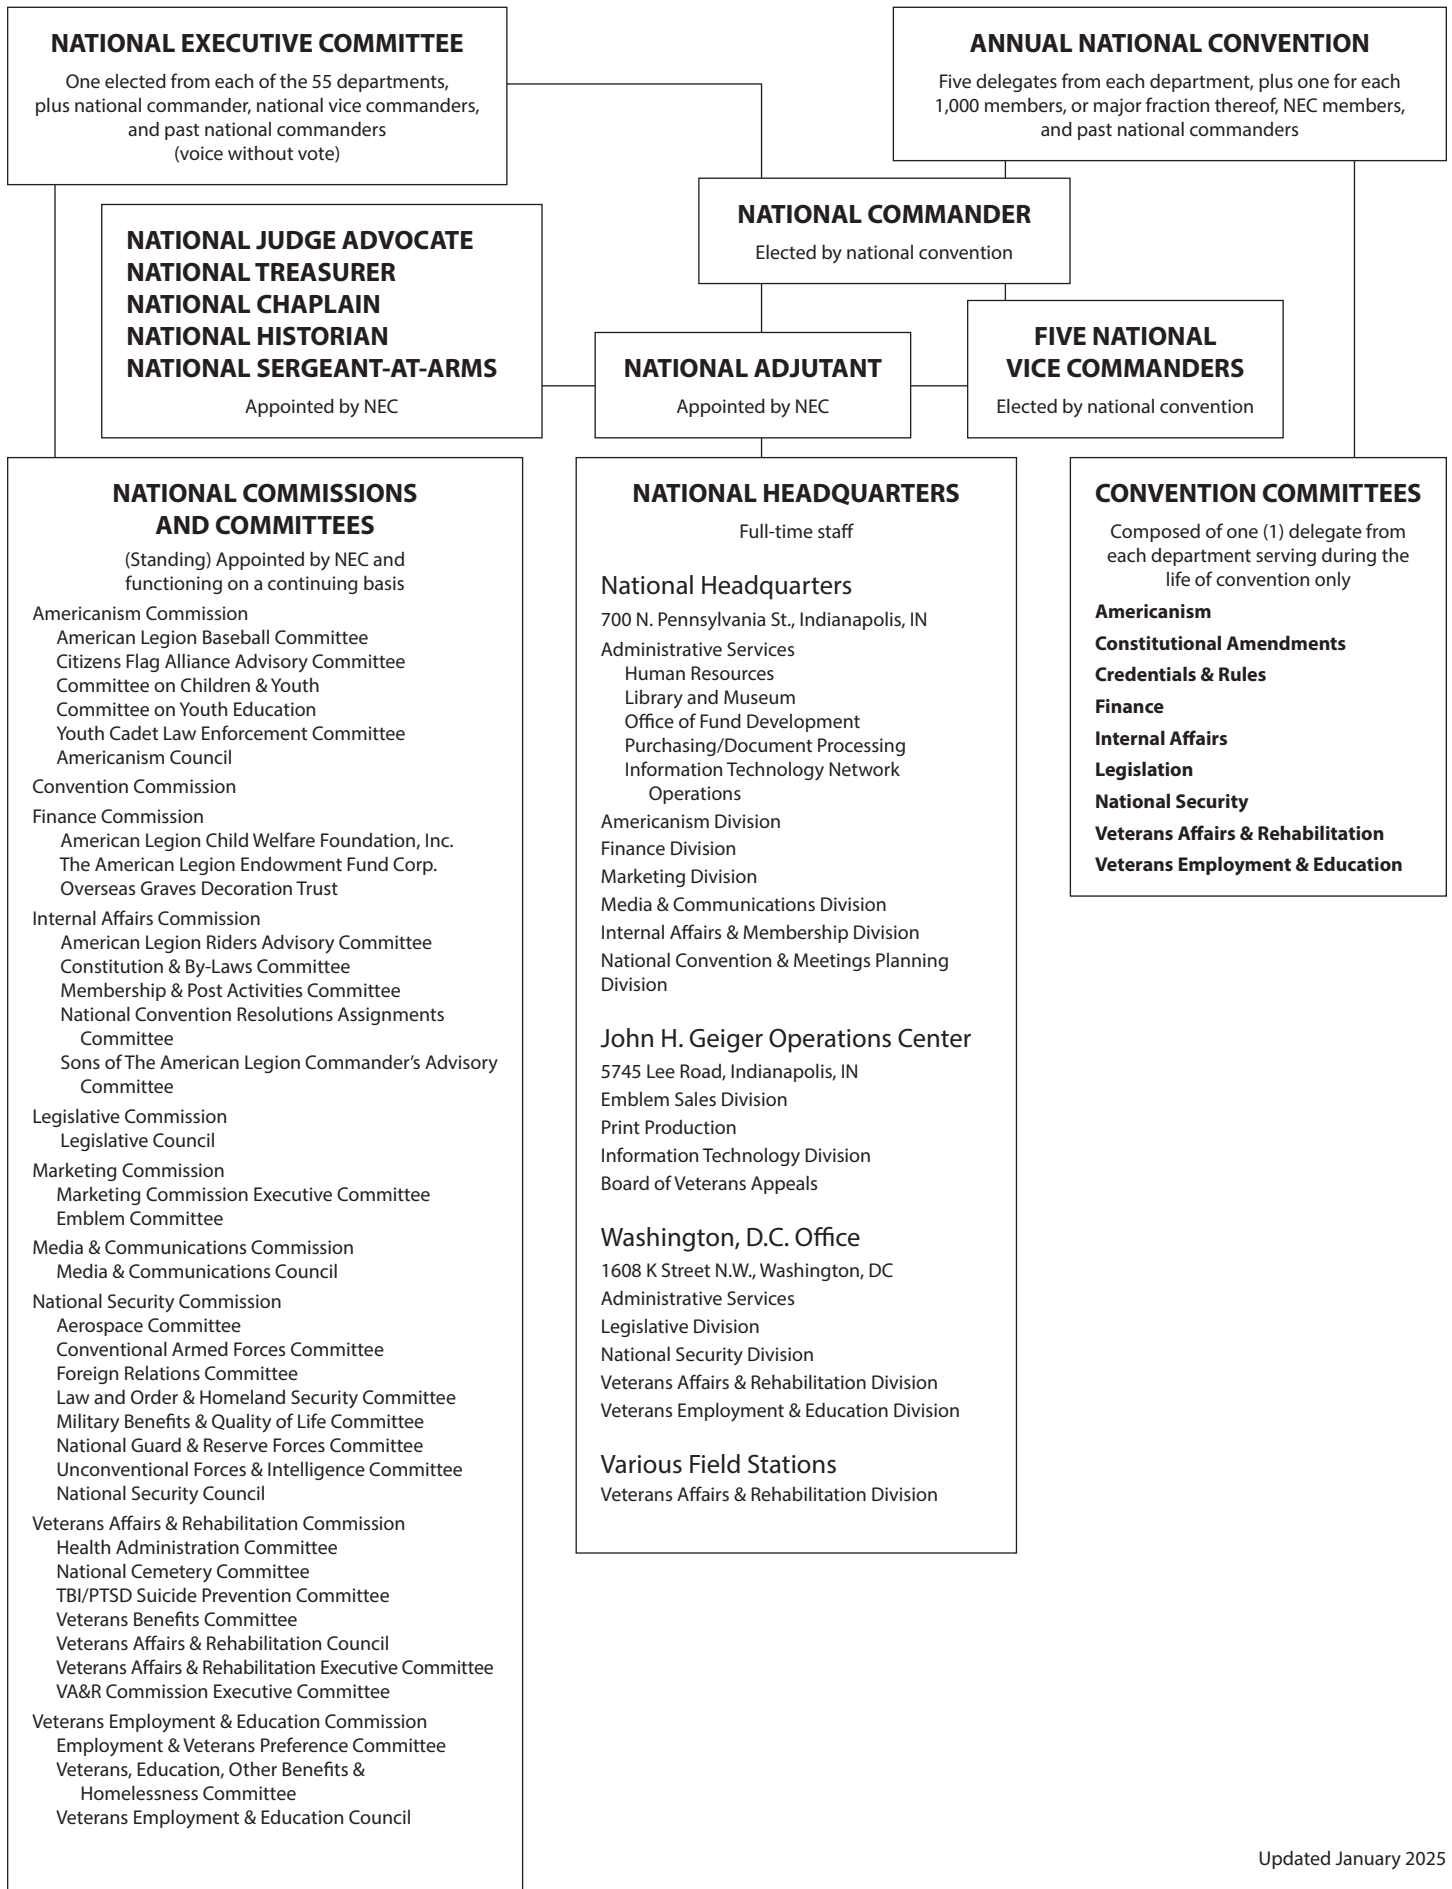 NATIONAL EXECUTIVE COMMITTEE
One elected from each of the 55 departments,
plus national commander, national vice commanders,
and past national commanders
(voice without vote)
ANNUAL NATIONAL CONVENTION
Five delegates from each department, plus one for each
1,000 members, or major fraction thereof, NEC members,
and past national commanders
NATIONAL COMMANDER
Elected by national convention
NATIONAL JUDGE ADVOCATE
NATIONAL TREASURER
NATIONAL CHAPLAIN
NATIONAL HISTORIAN
NATIONAL SERGEANT-AT-ARMS
Appointed by NEC
NATIONAL ADJUTANT
Appointed by NEC
FIVE NATIONAL
VICE COMMANDERS
Elected by national convention
NATIONAL COMMISSIONS
AND COMMITTEES
(Standing) Appointed by NEC and
functioning on a continuing basis
Americanism Commission
American Legion Baseball Committee
Citizens Flag Alliance Advisory Committee
Committee on Children & Youth
Committee on Youth Education
Youth Cadet Law Enforcement Committee
Americanism Council
Convention Commission
Finance Commission
American Legion Child Welfare Foundation, Inc.
The American Legion Endowment Fund Corp.
Overseas Graves Decoration Trust
Internal Affairs Commission
American Legion Riders Advisory Committee
Constitution & By-Laws Committee
Membership & Post Activities Committee
National Convention Resolutions Assignments
Committee
Sons of The American Legion Commander's Advisory
Committee
Legislative Commission
Legislative Council
Marketing Commission
Marketing Commission Executive Committee
Emblem Committee
Media & Communications Commission
Media & Communications Council
National Security Commission
Aerospace Committee
Conventional Armed Forces Committee
Foreign Relations Committee
Law and Order & Homeland Security Committee
Military Benefits & Quality of Life Committee
National Guard & Reserve Forces Committee
Unconventional Forces & Intelligence Committee
National Security Council
Veterans Affairs & Rehabilitation Commission
Health Administration Committee
National Cemetery Committee
TBI/PTSD Suicide Prevention Committee
Veterans Benefits Committee
Veterans Affairs & Rehabilitation Council
Veterans Affairs & Rehabilitation Executive Committee
VA&R Commission Executive Committee
Veterans Employment & Education Commission
Employment & Veterans Preference Committee
Veterans, Education, Other Benefits &
Homelessness Committee
Veterans Employment & Education Council
NATIONAL HEADQUARTERS
Full-time staff
National Headquarters
700 N. Pennsylvania St., Indianapolis, IN
Administrative Services
Human Resources
Library and Museum
Office of Fund Development
Purchasing/Document Processing
Information Technology Network
Operations
Americanism Division
Finance Division
Marketing Division
Media & Communications Division
Internal Affairs & Membership Division
National Convention & Meetings Planning
Division
John H. Geiger Operations Center
5745 Lee Road, Indianapolis, IN
Emblem Sales Division
Print Production
Information Technology Division
Board of Veterans Appeals
Washington, D.C. Office
1608 K Street N.W., Washington, DC
Administrative Services
Legislative Division
National Security Division
Veterans Affairs & Rehabilitation Division
Veterans Employment & Education Division
Various Field Stations
Veterans Affairs & Rehabilitation Division
CONVENTION COMMITTEES
Composed of one (1) delegate from
each department serving during the
life of convention only
Americanism
Constitutional Amendments
Credentials & Rules
Finance
Internal Affairs
Legislation
National Security
Veterans Affairs & Rehabilitation
Veterans Employment & Education
Updated January 2025